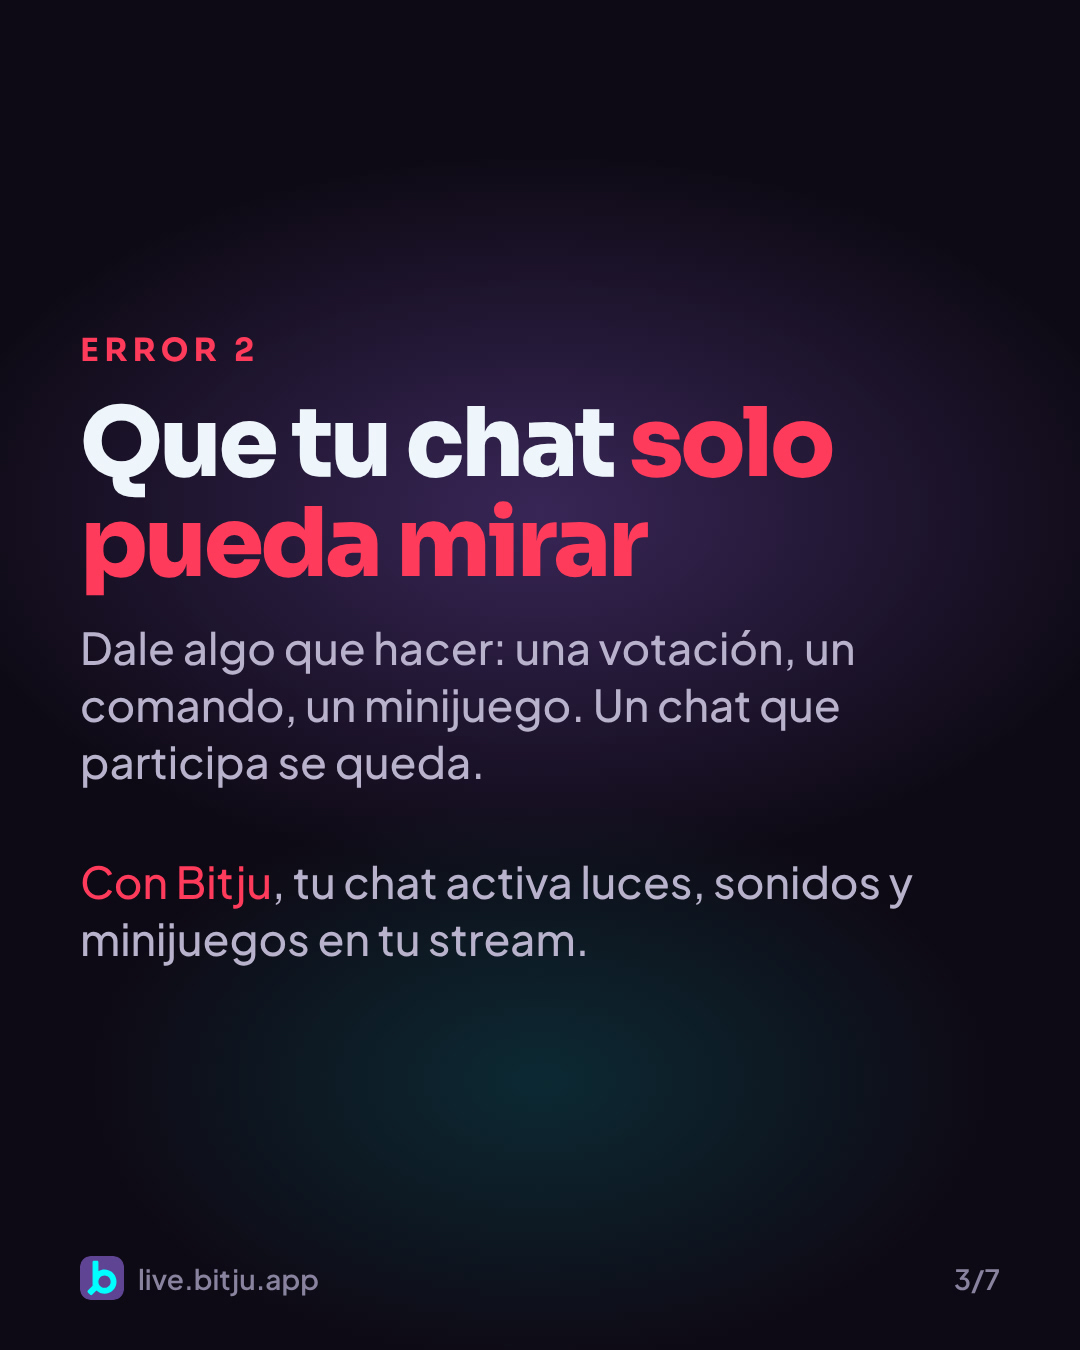 ERROR 2
Que tu chat solo
pueda mirar
Dale algo que hacer: una votación, un
comando, un minijuego. Un chat que
participa se queda.
Con Bitju, tu chat activa luces, sonidos y
minijuegos en tu stream.
live.bitju.app
3/7